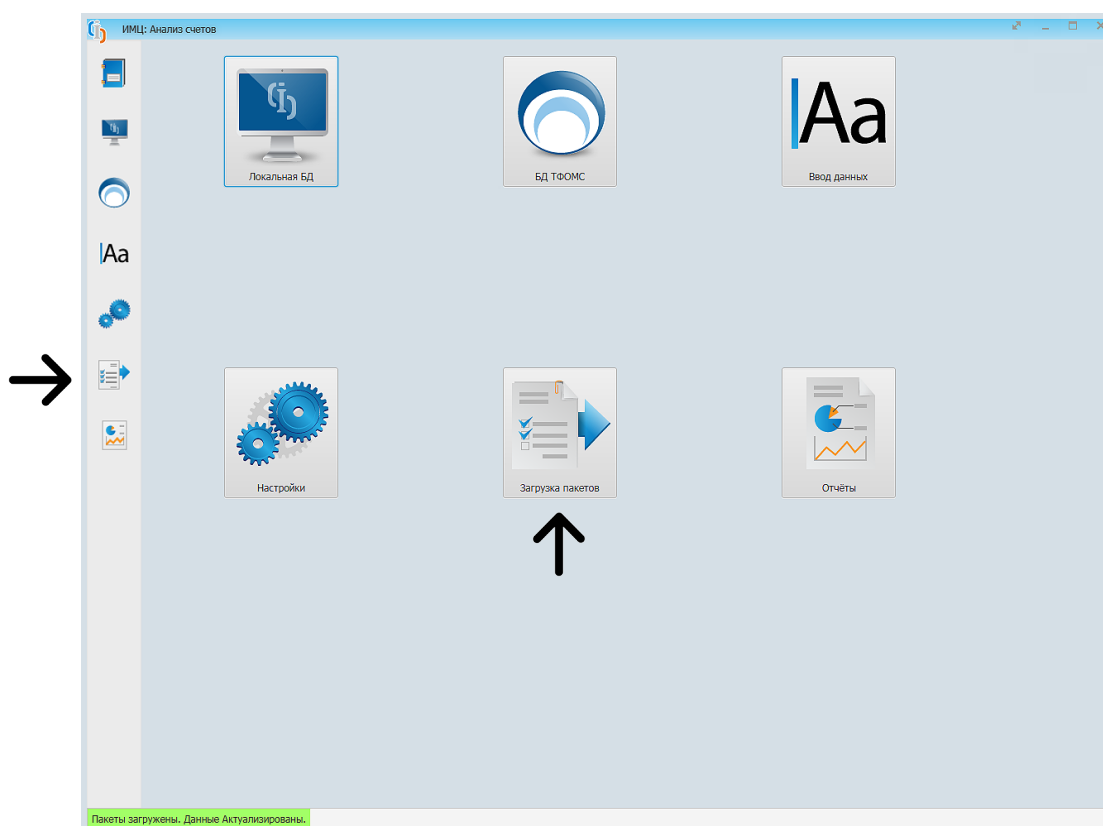 ИМЦ: Анализ счетов
Локальная БД
БД ТФОМС
Aa
Ввод данных
Aa
Настройки
Загрузка пакетов
Отчёты
Пакеты загружены. Данные Актуализированы.